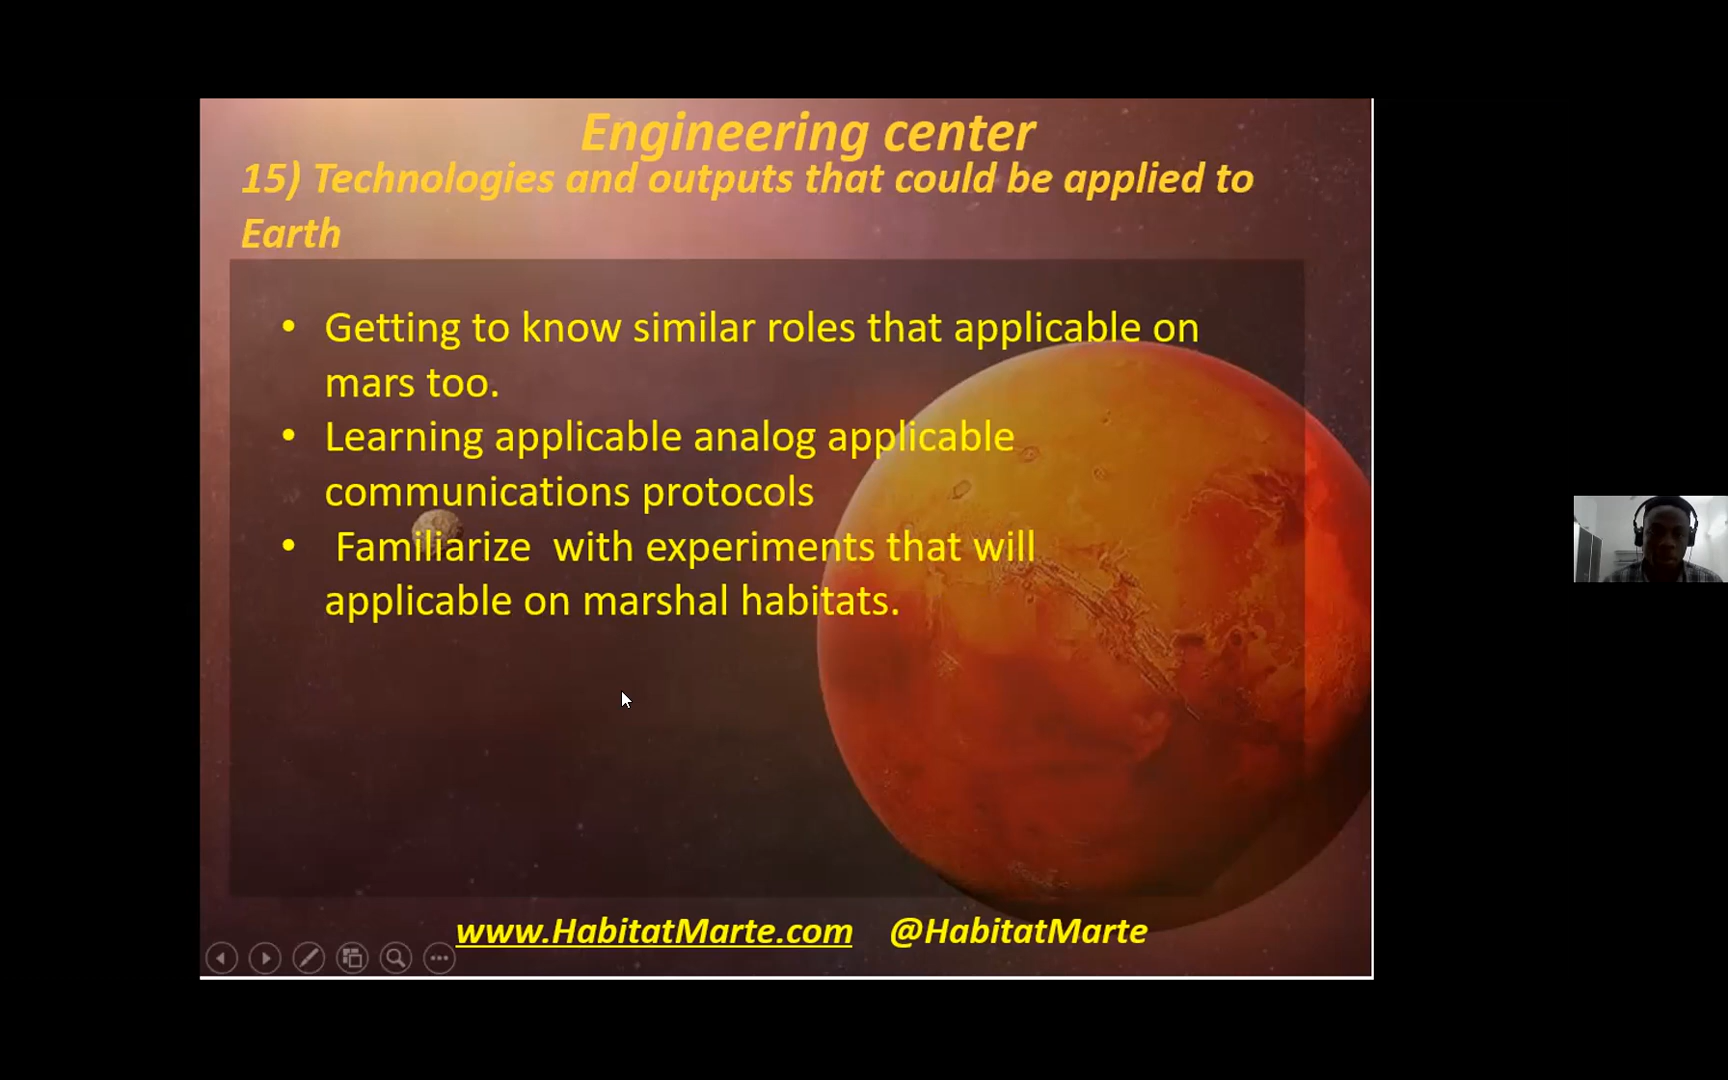 Engineering center
15) Technologies and outputs that could be applied to
Earth
• Getting to know similar roles that applicable on
mars too.
• Learning applicable analog applicable
communications protocols
• Familiarize with experiments that will
applicable on marshal habitats.
www.HabitatMarte.com @HabitatMarte